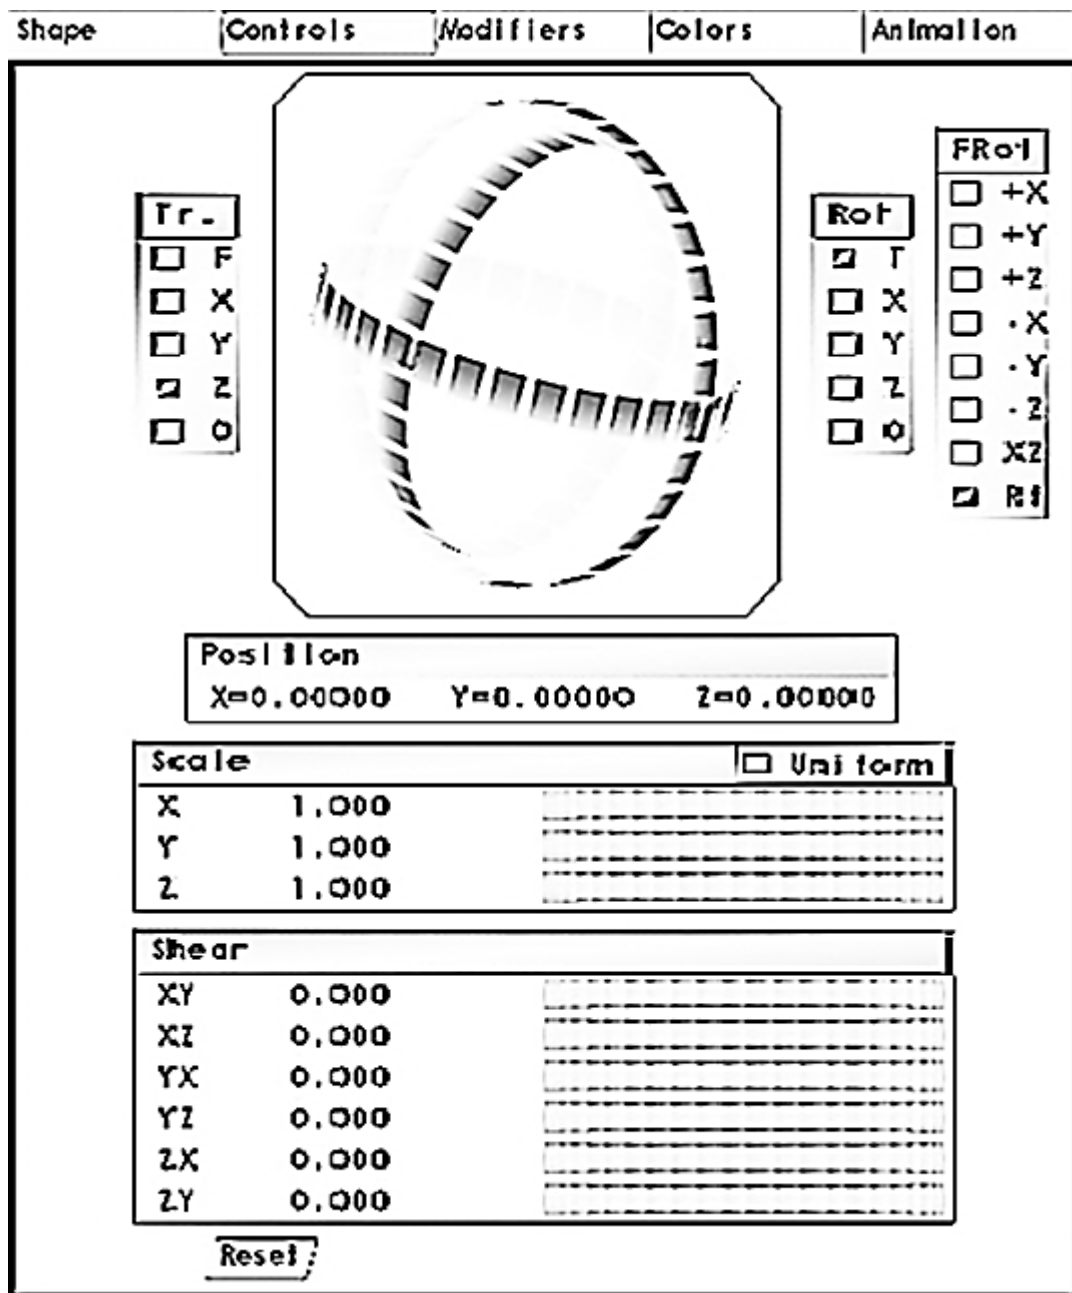 Shape Controls Modifiers Colors Animation
FRot
+X
Tr.
Rot
+Y
F
T
+Z
X
X
-X
Y
Y
-Y
Z
Z
-Z
O
O
XZ
Position
X=0.00000 Y=0.00000 Z=0.00000
Scale Uniform
X 1.000
Y 1.000
Z 1.000
Shear
XY 0.000
XZ 0.000
YX 0.000
YZ 0.000
ZX 0.000
ZY 0.000
Reset